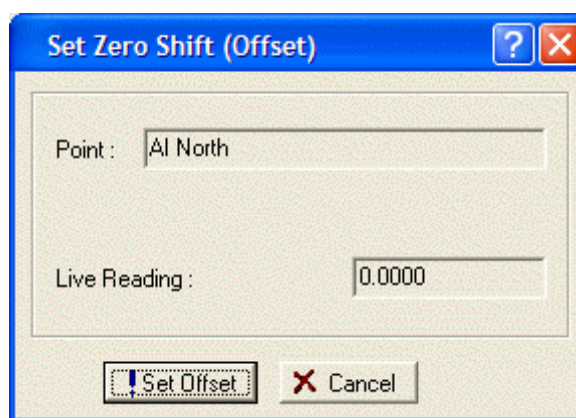 Set Zero Shift (Offset)
Point : AI North
Live Reading : 0.0000
Set Offset Cancel